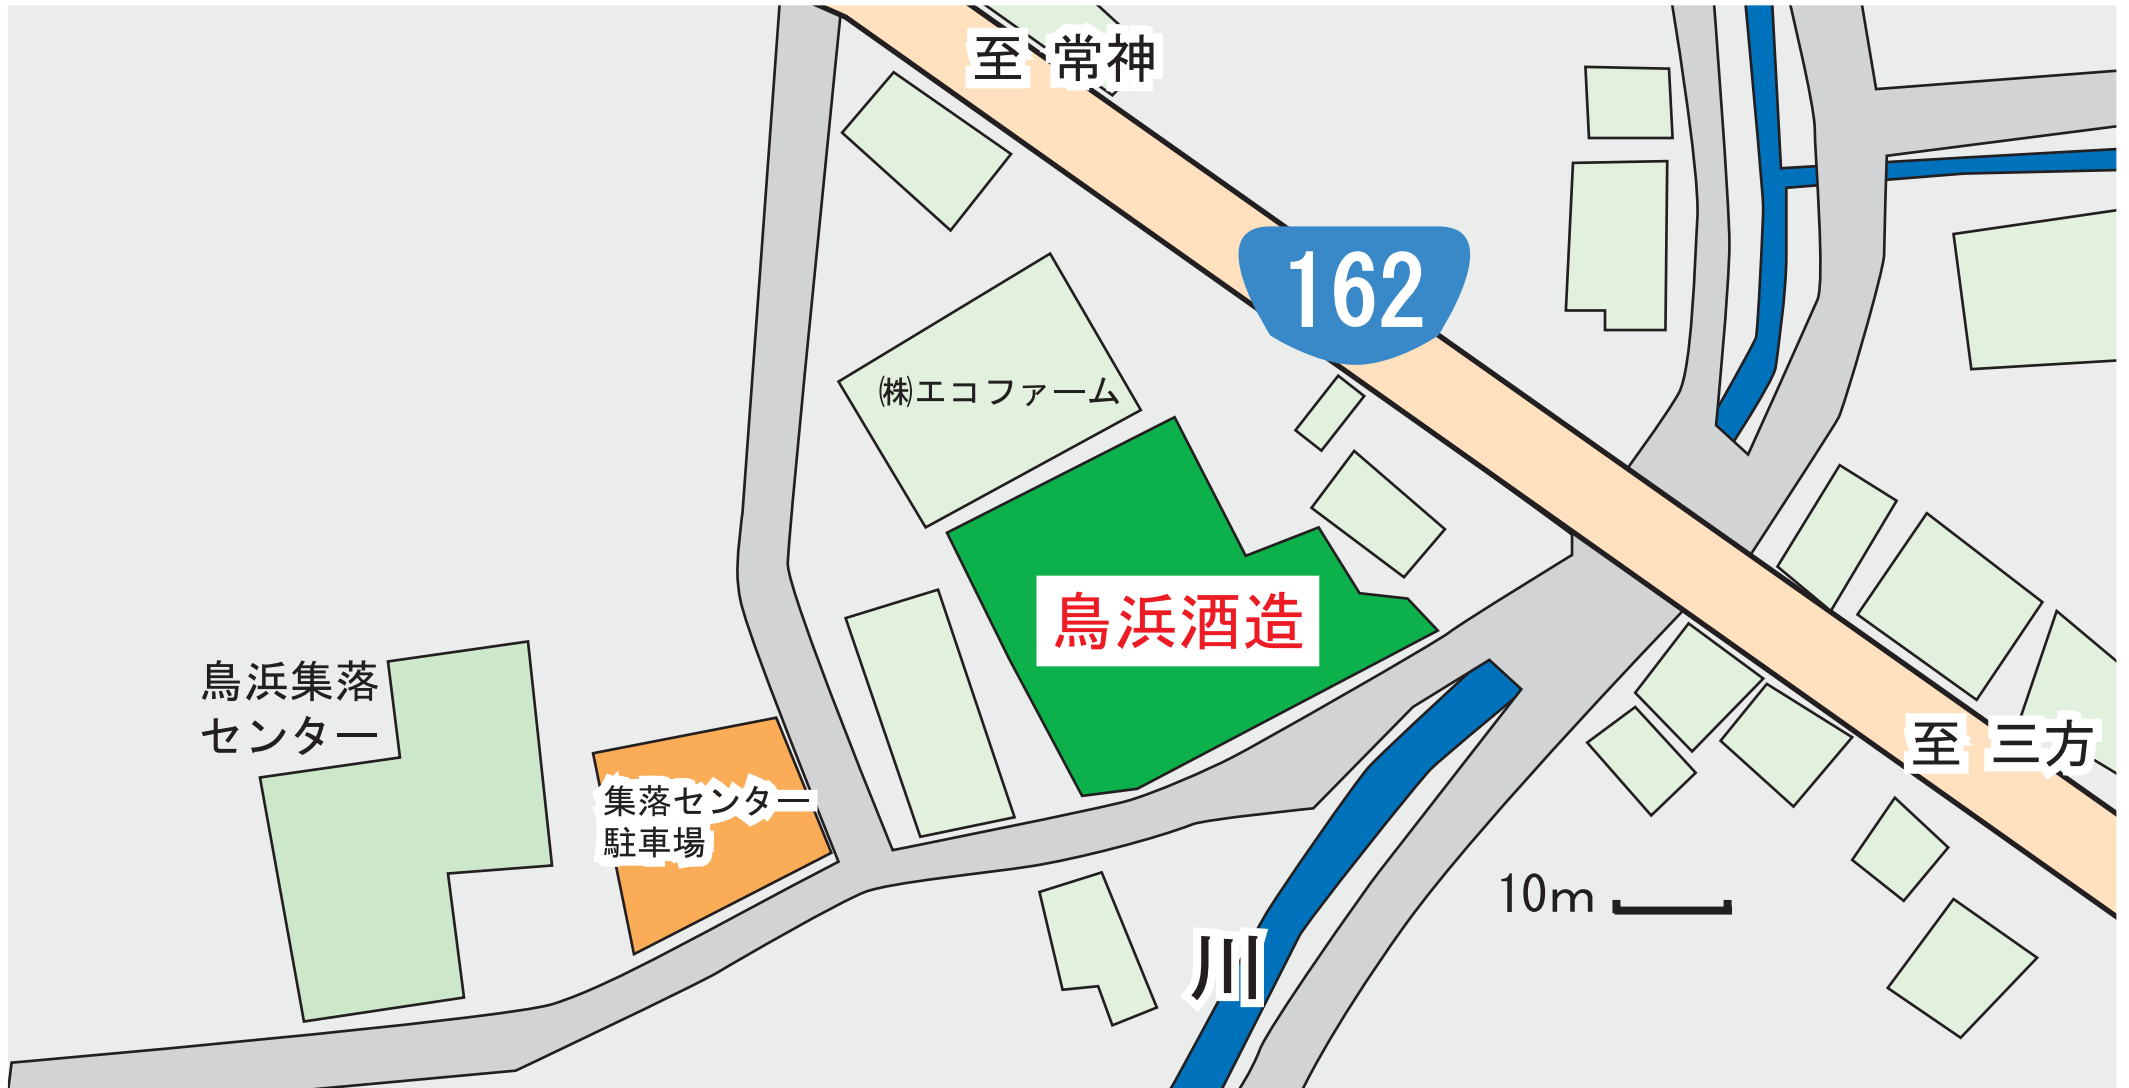 至 常神
162
㈱エコファーム
鳥浜酒造
鳥浜集落
センター
集落センター
駐車場
至 三方
10m
川